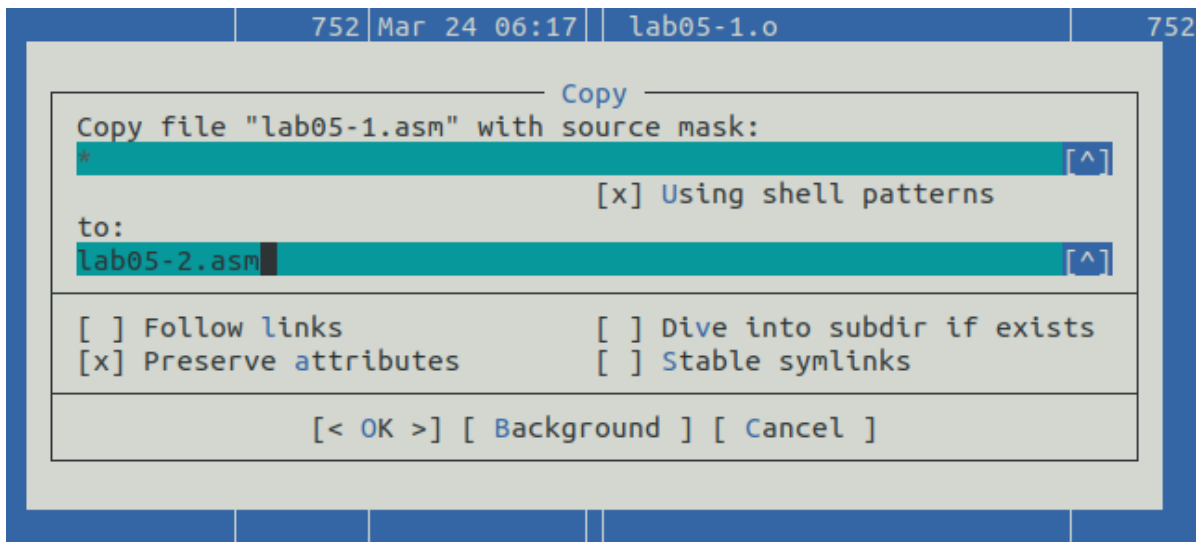 752 Mar 24 06:17 lab05-1.o 752
Copy
Copy file "lab05-1.asm" with source mask:
* [^]
[x] Using shell patterns
to:
lab05-2.asm [^]
[ ] Follow links [ ] Dive into subdir if exists
[x] Preserve attributes [ ] Stable symlinks
[< OK >] [ Background ] [ Cancel ]